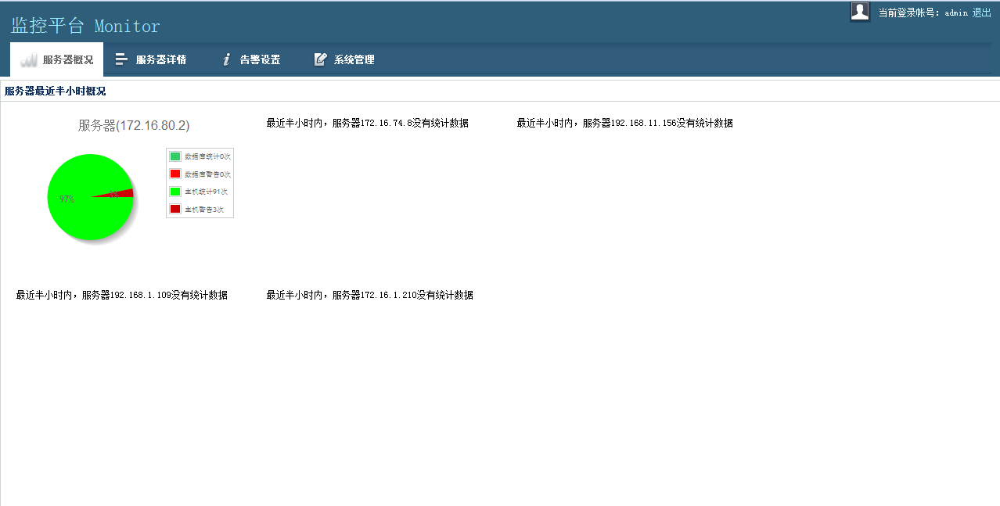 监控平台 Monitor
当前登录帐号：admin 退出
服务器概况 服务器详情 告警设置 系统管理
服务器最近半小时概况
服务器(172.16.80.2)
数据库统计0次
数据库警告0次
主机统计91次
主机警告3次
97%
3%
最近半小时内，服务器172.16.74.8没有统计数据
最近半小时内，服务器192.168.11.156没有统计数据
最近半小时内，服务器192.168.1.109没有统计数据
最近半小时内，服务器172.16.1.210没有统计数据